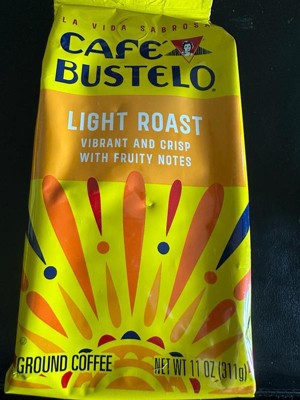 LA VIDA SABROSA
CAFÉ
BUSTELO
LIGHT ROAST
VIBRANT AND CRISP
WITH FRUITY NOTES
GROUND COFFEE
NET WT 11 OZ (311g)